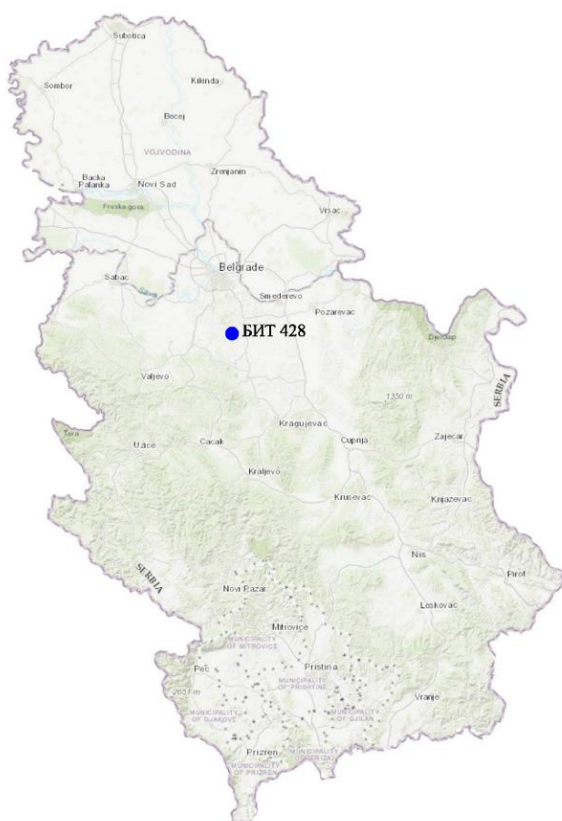 Subotica
Sombor
Kikinda
Becej
VOJVODINA
Backa
Palanka
Novi Sad
Zrenjanin
Fruska gora
Vrsac
Belgrade
Sabac
Sava
Smederevo
Pozarevac
БИТ 428
Djerdap
SERBIA
Valjevo
1350 m
Tara
Uzice
Cacak
Kragujevac
Cuprija
Zajecar
Kraljevo
Krusevac
Knjazevac
SERBIA
Nis
Pirot
Novi Pazar
Leskovac
Mitrovice
MUNICIPALITY
OF MITROVICE
Pec
Pristina
MUNICIPALITY
OF PRISHTINE
MUNICIPALITY
OF GJAKOVE
MUNICIPALITY
OF GJILAN
Vranje
Prizren
MUNICIPALITY
MUNICIPALITY
OF PRIZREN